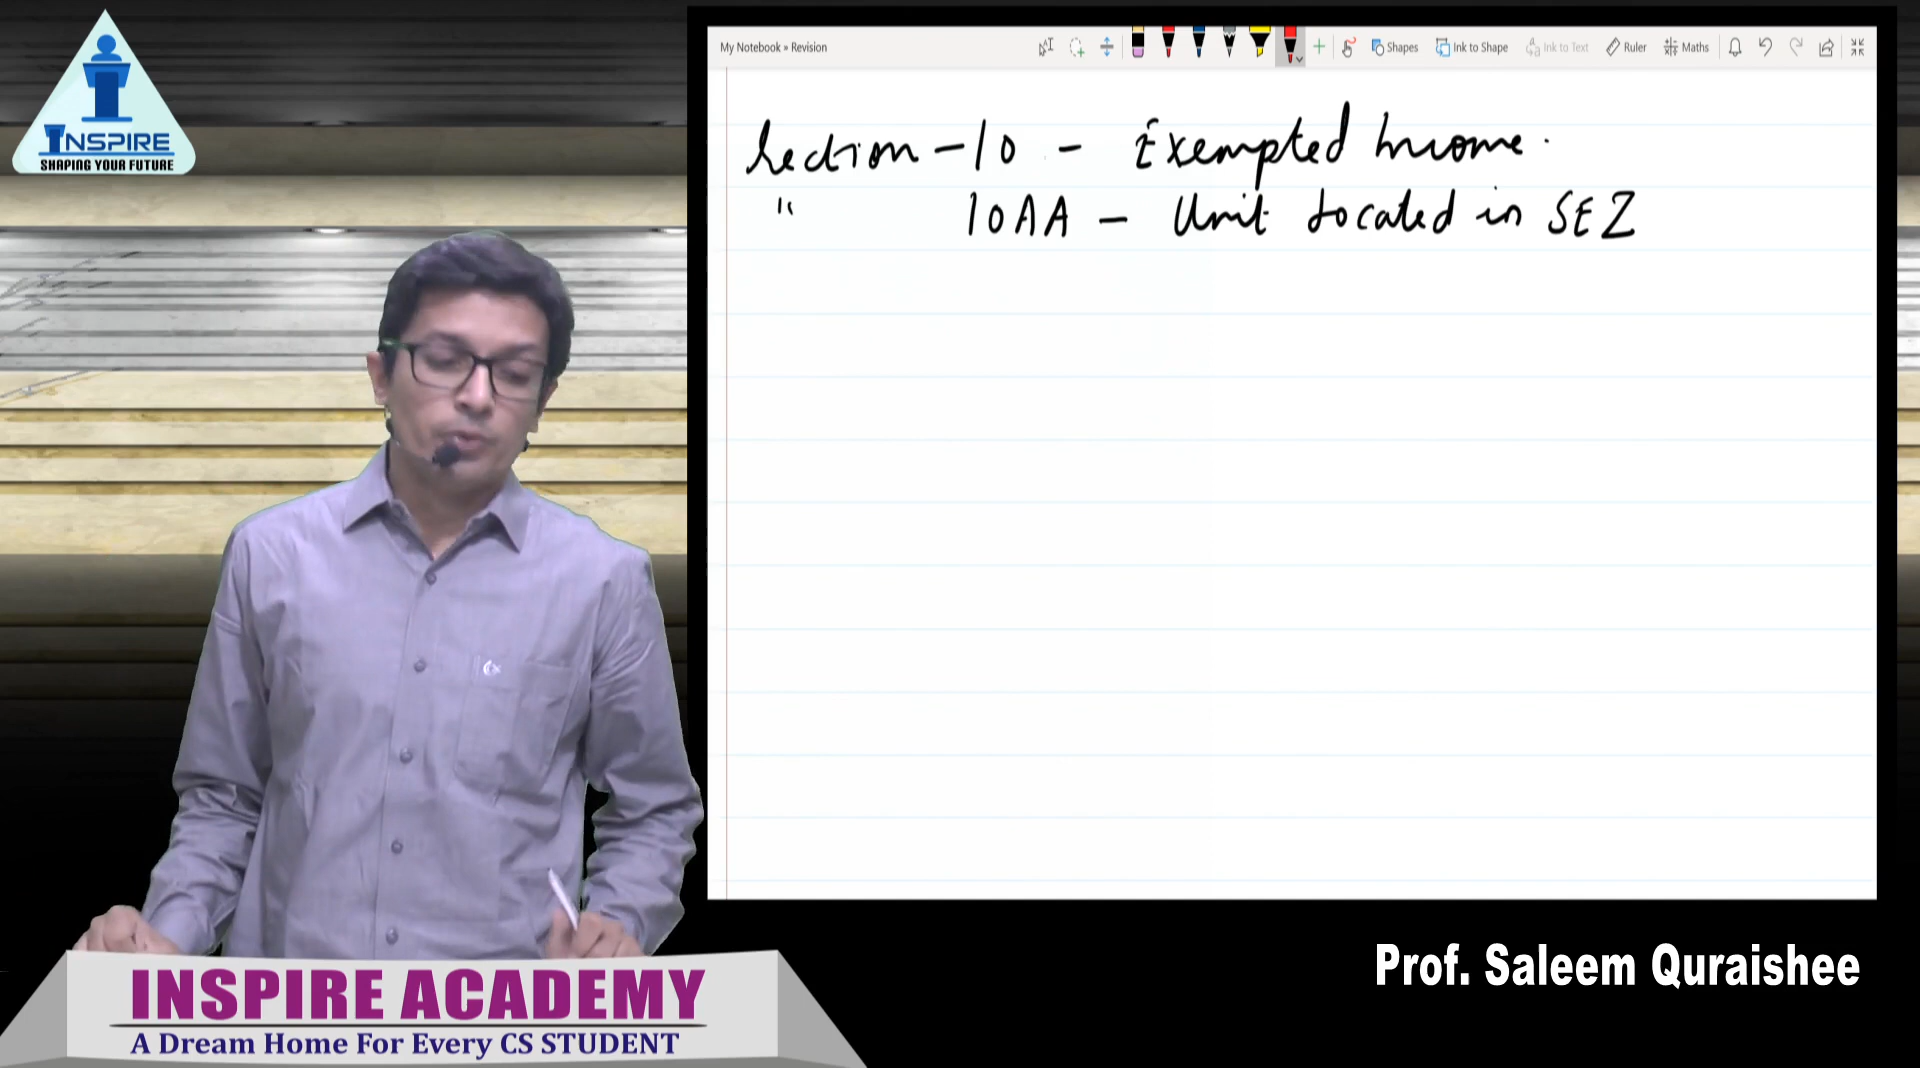 INSPIRE
SHAPING YOUR FUTURE
My Notebook » Revision
Shapes
Ink to Shape
Ink to Text
Ruler
Maths
Section - 10 - Exempted Income.
" 10AA - Unit Located in SEZ
Prof. Saleem Quraishee
INSPIRE ACADEMY
A Dream Home For Every CS STUDENT